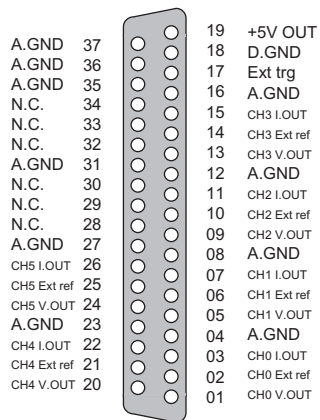 A.GND 37
A.GND 36
A.GND 35
N.C. 34
N.C. 33
N.C. 32
A.GND 31
N.C. 30
N.C. 29
N.C. 28
A.GND 27
CH5 I.OUT 26
CH5 Ext ref 25
CH5 V.OUT 24
A.GND 23
CH4 I.OUT 22
CH4 Ext ref 21
CH4 V.OUT 20
19 +5V OUT
18 D.GND
17 Ext trg
16 A.GND
15 CH3 I.OUT
14 CH3 Ext ref
13 CH3 V.OUT
12 A.GND
11 CH2 I.OUT
10 CH2 Ext ref
09 CH2 V.OUT
08 A.GND
07 CH1 I.OUT
06 CH1 Ext ref
05 CH1 V.OUT
04 A.GND
03 CH0 I.OUT
02 CH0 Ext ref
01 CH0 V.OUT